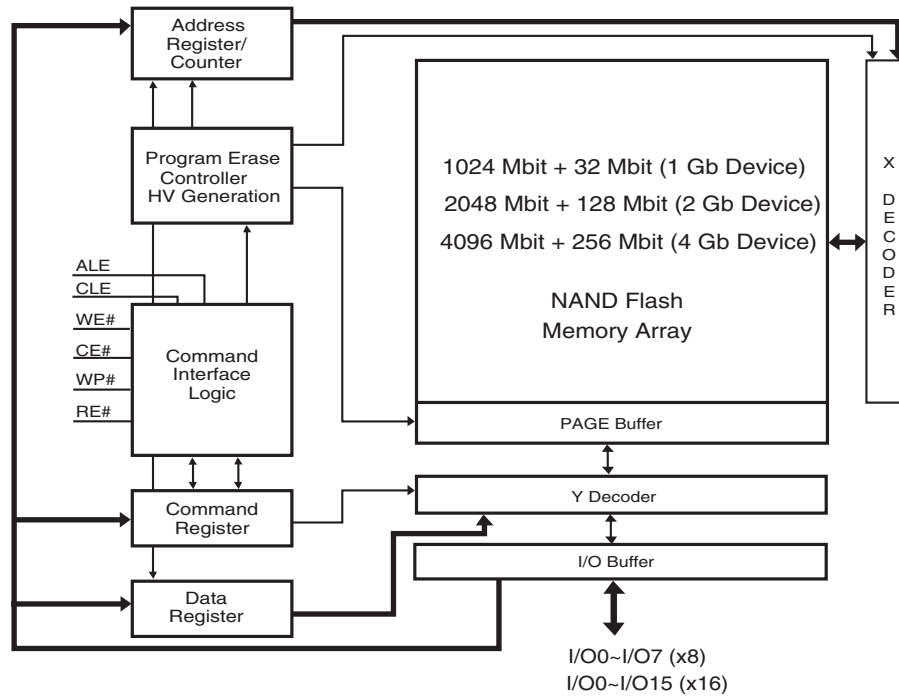 Address
Register/
Counter
Program Erase
Controller
HV Generation
ALE
CLE
WE#
CE#
WP#
RE#
Command
Interface
Logic
Command
Register
Data
Register
1024 Mbit + 32 Mbit (1 Gb Device)
2048 Mbit + 128 Mbit (2 Gb Device)
4096 Mbit + 256 Mbit (4 Gb Device)
NAND Flash
Memory Array
PAGE Buffer
Y Decoder
I/O Buffer
I/O0~I/O7 (x8)
I/O0~I/O15 (x16)
X DECODER